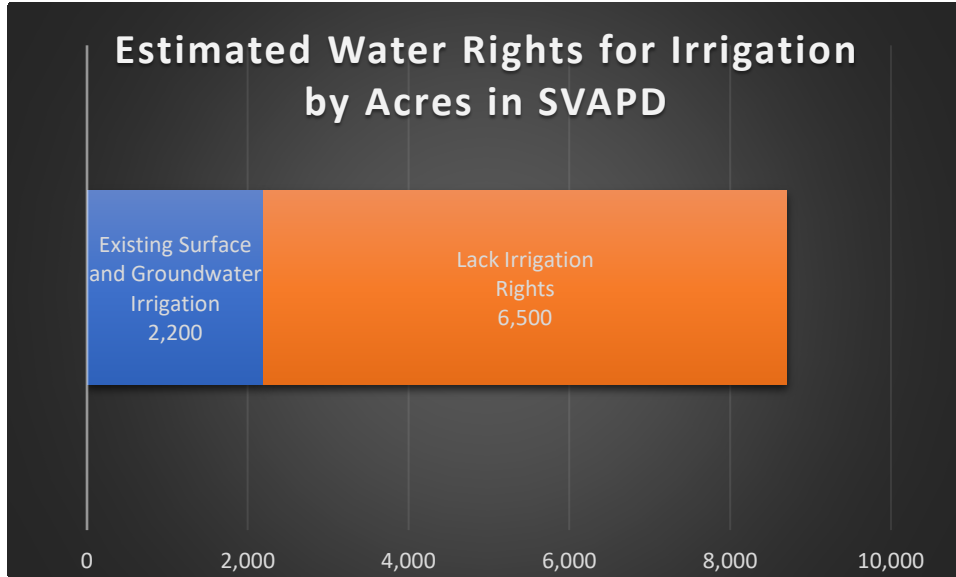 Estimated Water Rights for Irrigation
by Acres in SVAPD
Existing Surface
and Groundwater
Irrigation
2,200
Lack Irrigation
Rights
6,500
0 2,000 4,000 6,000 8,000 10,000